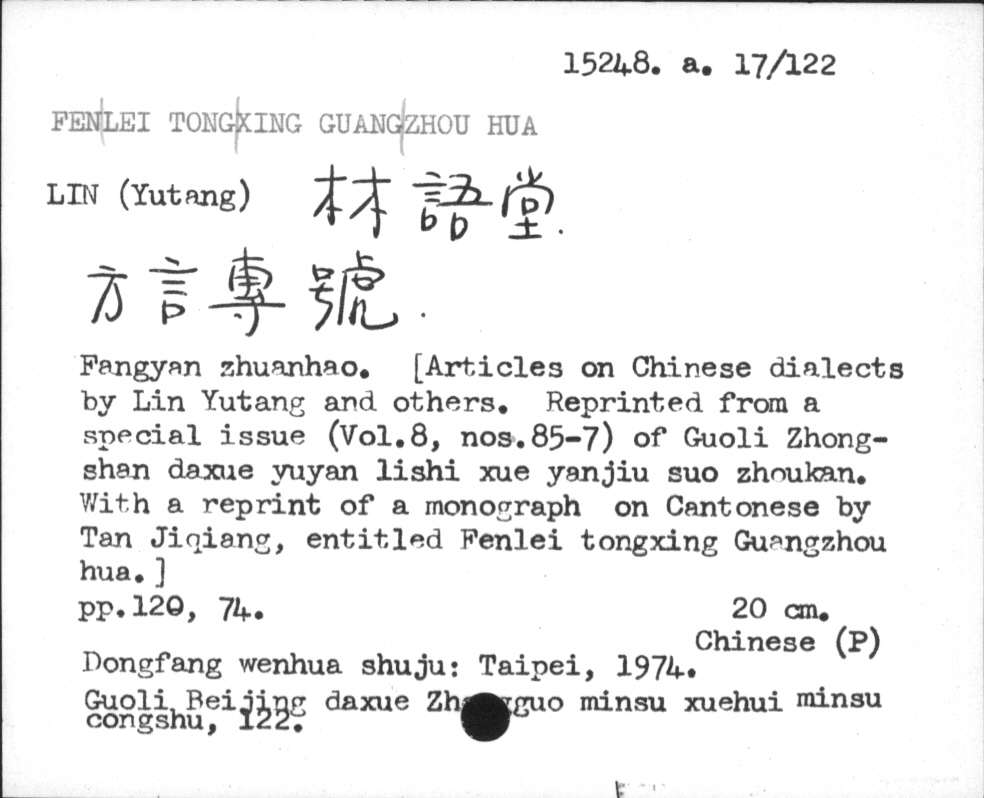 15248. a. 17/122
FENLEI TONGXING GUANGZHOU HUA
LIN (Yutang) 林語堂.
方言專號.
Fangyan zhuanhao. [Articles on Chinese dialects
by Lin Yutang and others. Reprinted from a
special issue (Vol.8, nos.85-7) of Guoli Zhong-
shan daxue yuyan lishi xue yanjiu suo zhoukan.
With a reprint of a monograph on Cantonese by
Tan Jiqiang, entitled Fenlei tongxing Guangzhou
hua.]
pp.120, 74. 20 cm.
Chinese (P)
Dongfang wenhua shuju: Taipei, 1974.
Guoli Beijing daxue guo minsu xuehui minsu
congshu, 122.